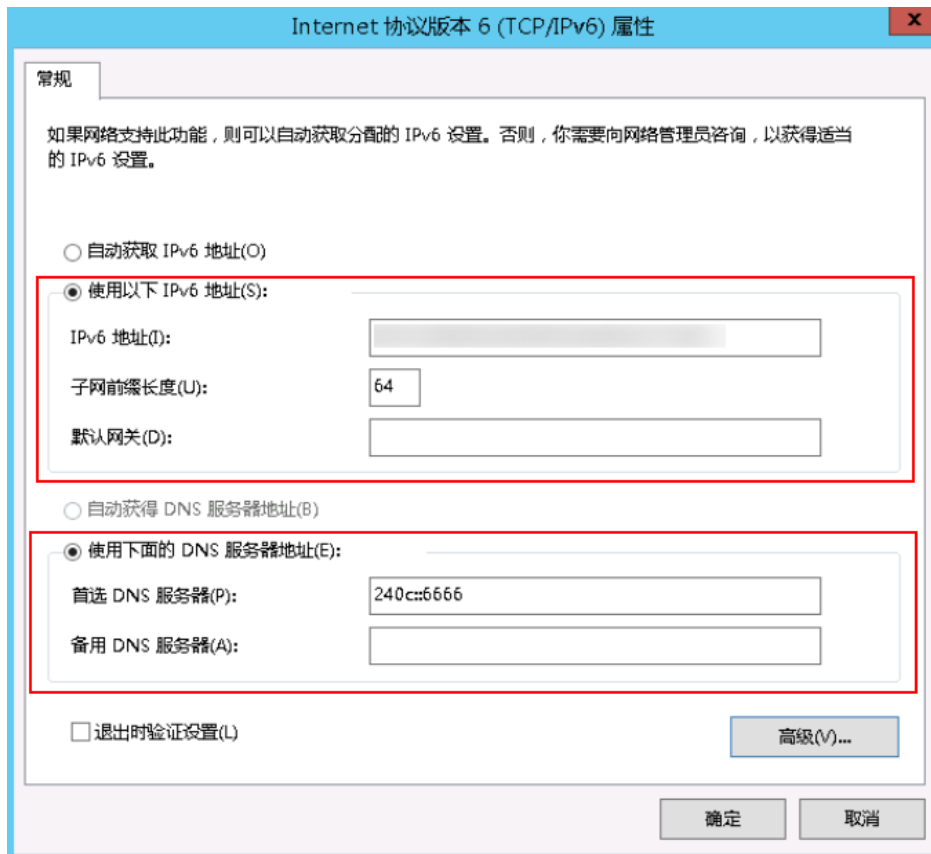 Internet 协议版本 6 (TCP/IPv6) 属性
x
常规
如果网络支持此功能，则可以自动获取分配的 IPv6 设置。否则，你需要向网络管理员咨询，以获得适当
的 IPv6 设置。
自动获取 IPv6 地址(O)
使用以下 IPv6 地址(S):
IPv6 地址(I):
子网前缀长度(U):
64
默认网关(D):
自动获得 DNS 服务器地址(B)
使用下面的 DNS 服务器地址(E):
首选 DNS 服务器(P):
240c::6666
备用 DNS 服务器(A):
退出时验证设置(L)
高级(V)...
确定
取消